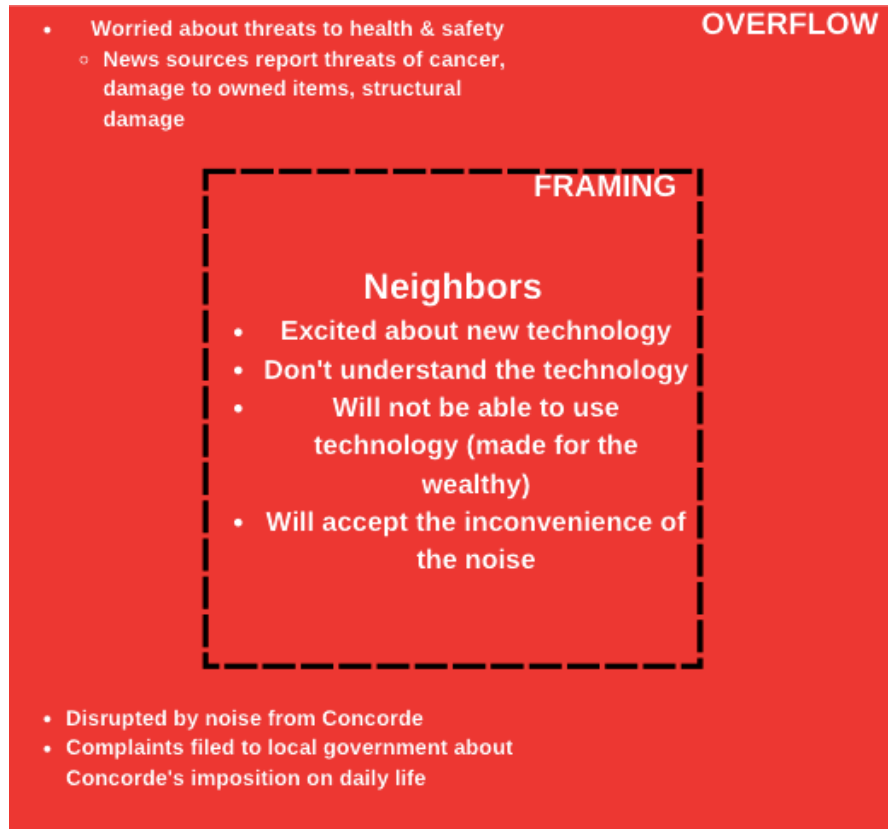 OVERFLOW
• Worried about threats to health & safety
◦ News sources report threats of cancer,
damage to owned items, structural
damage
FRAMING
Neighbors
• Excited about new technology
• Don't understand the technology
• Will not be able to use
technology (made for the
wealthy)
• Will accept the inconvenience of
the noise
• Disrupted by noise from Concorde
• Complaints filed to local government about
Concorde's imposition on daily life